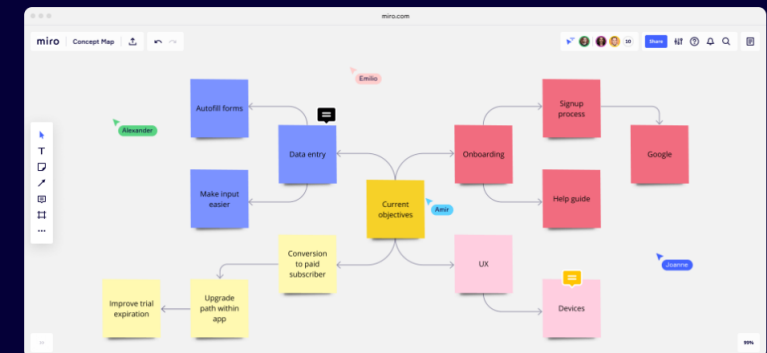 miro.com
miro
Concept Map
Share
Emilio
Alexander
Autofill forms
Data entry
Make input
easier
Current
objectives
Amir
Onboarding
Signup
process
Google
Help guide
Conversion
to paid
subscriber
Upgrade
path within
app
Improve trial
expiration
UX
Devices
Joanne
T